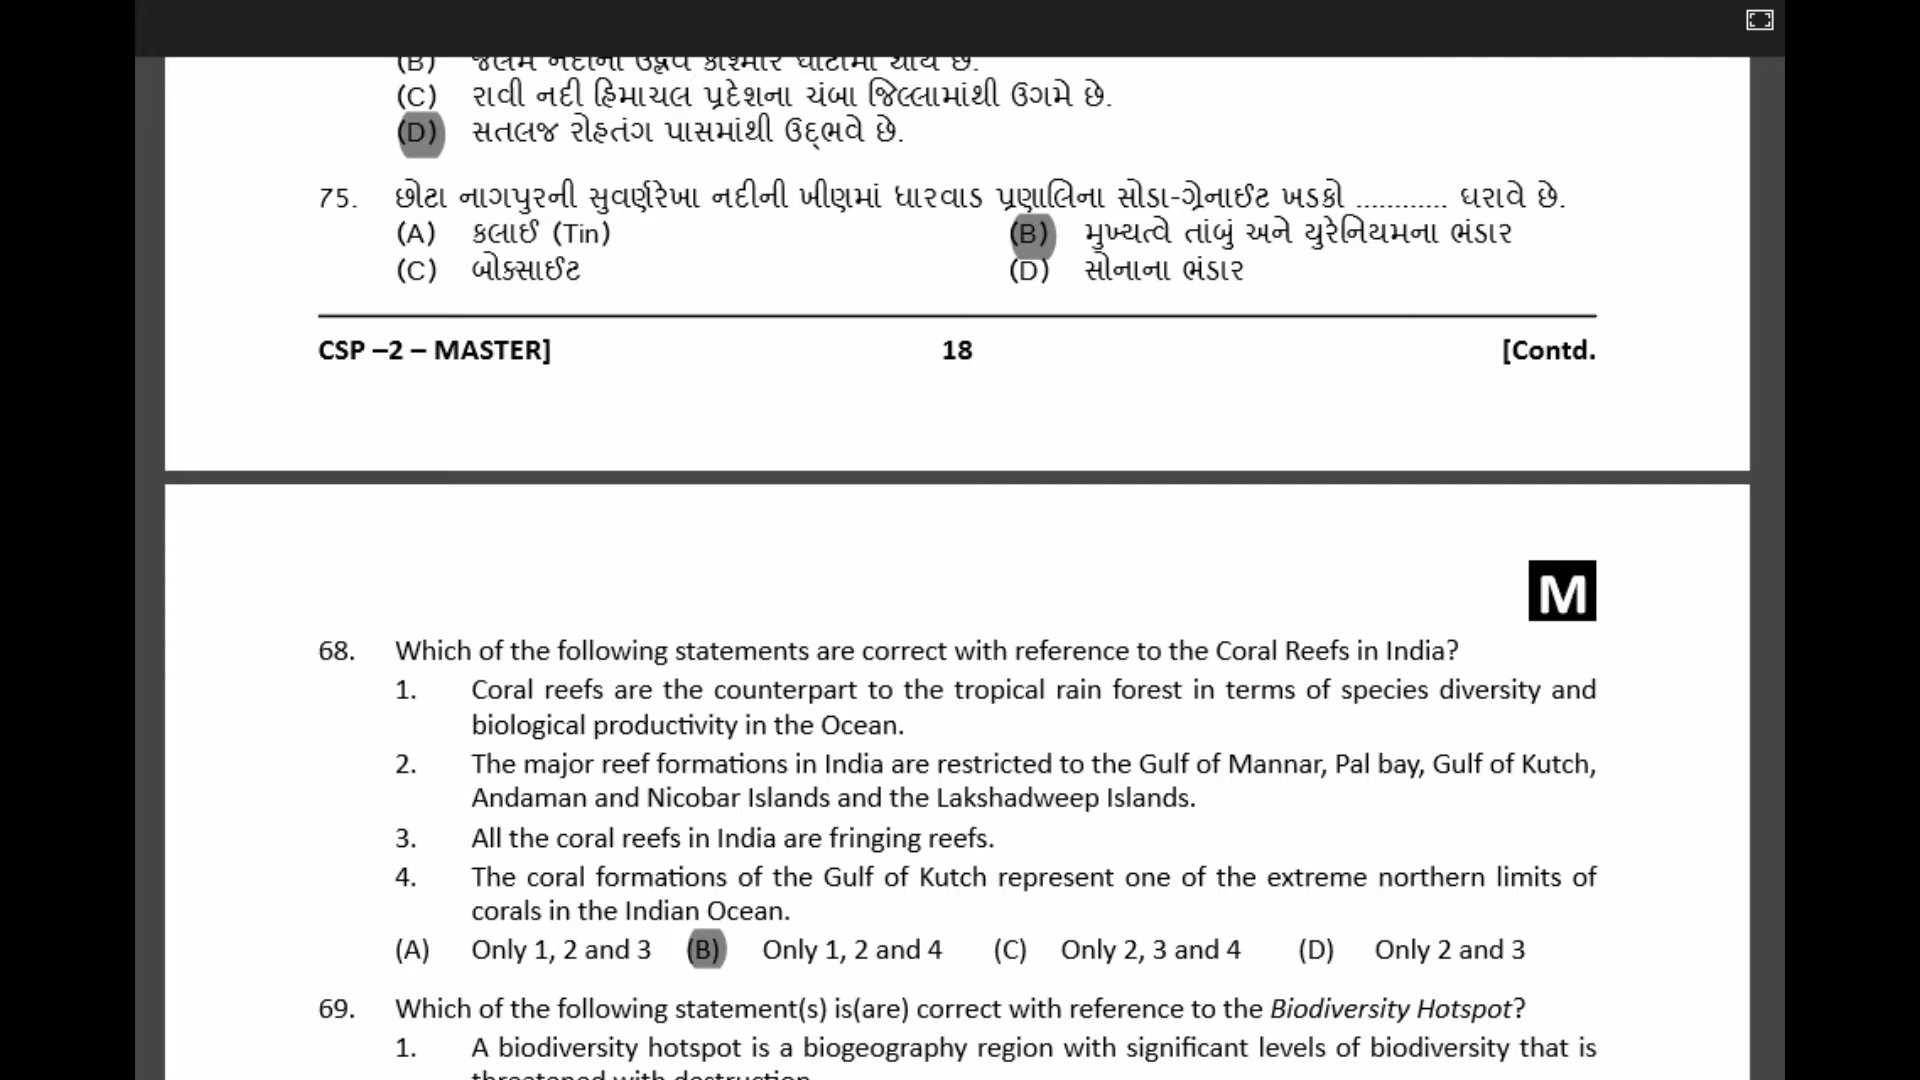 (B) જેલમ નદીનો ઉદ્ભવ કાશ્મીર ઘાટીમાં થાય છે.
(C) રાવી નદી હિમાચલ પ્રદેશના ચંબા જિલ્લામાંથી ઉગમે છે.
(D) સતલજ રોહતંગ પાસમાંથી ઉદ્‌ભવે છે.
75. છોટા નાગપુરની સુવર્ણરેખા નદીની ખીણમાં ધારવાડ પ્રણાલિના સોડા-ગ્રેનાઈટ ખડકો ............ ધરાવે છે.
(A) કલાઈ (Tin) (B) મુખ્યત્વે તાંબું અને યુરેનિયમના ભંડાર
(C) બોક્સાઈટ (D) સોનાના ભંડાર
CSP –2 – MASTER] 18 [Contd.
M
68. Which of the following statements are correct with reference to the Coral Reefs in India?
1. Coral reefs are the counterpart to the tropical rain forest in terms of species diversity and
biological productivity in the Ocean.
2. The major reef formations in India are restricted to the Gulf of Mannar, Pal bay, Gulf of Kutch,
Andaman and Nicobar Islands and the Lakshadweep Islands.
3. All the coral reefs in India are fringing reefs.
4. The coral formations of the Gulf of Kutch represent one of the extreme northern limits of
corals in the Indian Ocean.
(A) Only 1, 2 and 3 (B) Only 1, 2 and 4 (C) Only 2, 3 and 4 (D) Only 2 and 3
69. Which of the following statement(s) is(are) correct with reference to the Biodiversity Hotspot?
1. A biodiversity hotspot is a biogeography region with significant levels of biodiversity that is
threatened with destruction.